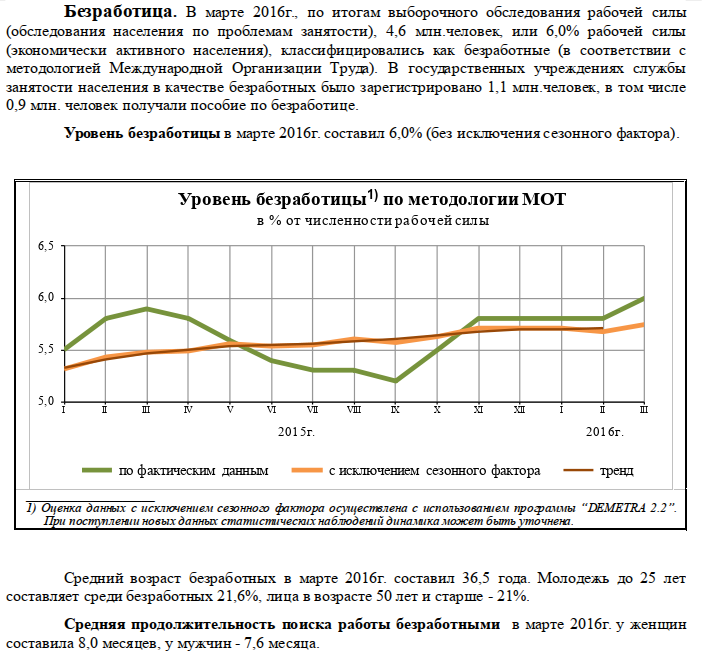 Безработица. В марте 2016г., по итогам выборочного обследования рабочей силы
(обследования населения по проблемам занятости), 4,6 млн.человек, или 6,0% рабочей силы
(экономически активного населения), классифицировались как безработные (в соответствии с
методологией Международной Организации Труда). В государственных учреждениях службы
занятости населения в качестве безработных было зарегистрировано 1,1 млн.человек, в том числе
0,9 млн. человек получали пособие по безработице.
Уровень безработицы в марте 2016г. составил 6,0% (без исключения сезонного фактора).
Уровень безработицы1) по методологии МОТ
в % от численности рабочей силы
6,5
6,0
5,5
5,0
I II III IV V VI VII VIII IX X XI XII I II III
2015г. 2016г.
по фактическим данным с исключением сезонного фактора тренд
1) Оценка данных с исключением сезонного фактора осуществлена с использованием программы “DEMETRA 2.2”.
При поступлении новых данных статистических наблюдений динамика может быть уточнена.
Средний возраст безработных в марте 2016г. составил 36,5 года. Молодежь до 25 лет
составляет среди безработных 21,6%, лица в возрасте 50 лет и старше - 21%.
Средняя продолжительность поиска работы безработными в марте 2016г. у женщин
составила 8,0 месяцев, у мужчин - 7,6 месяца.